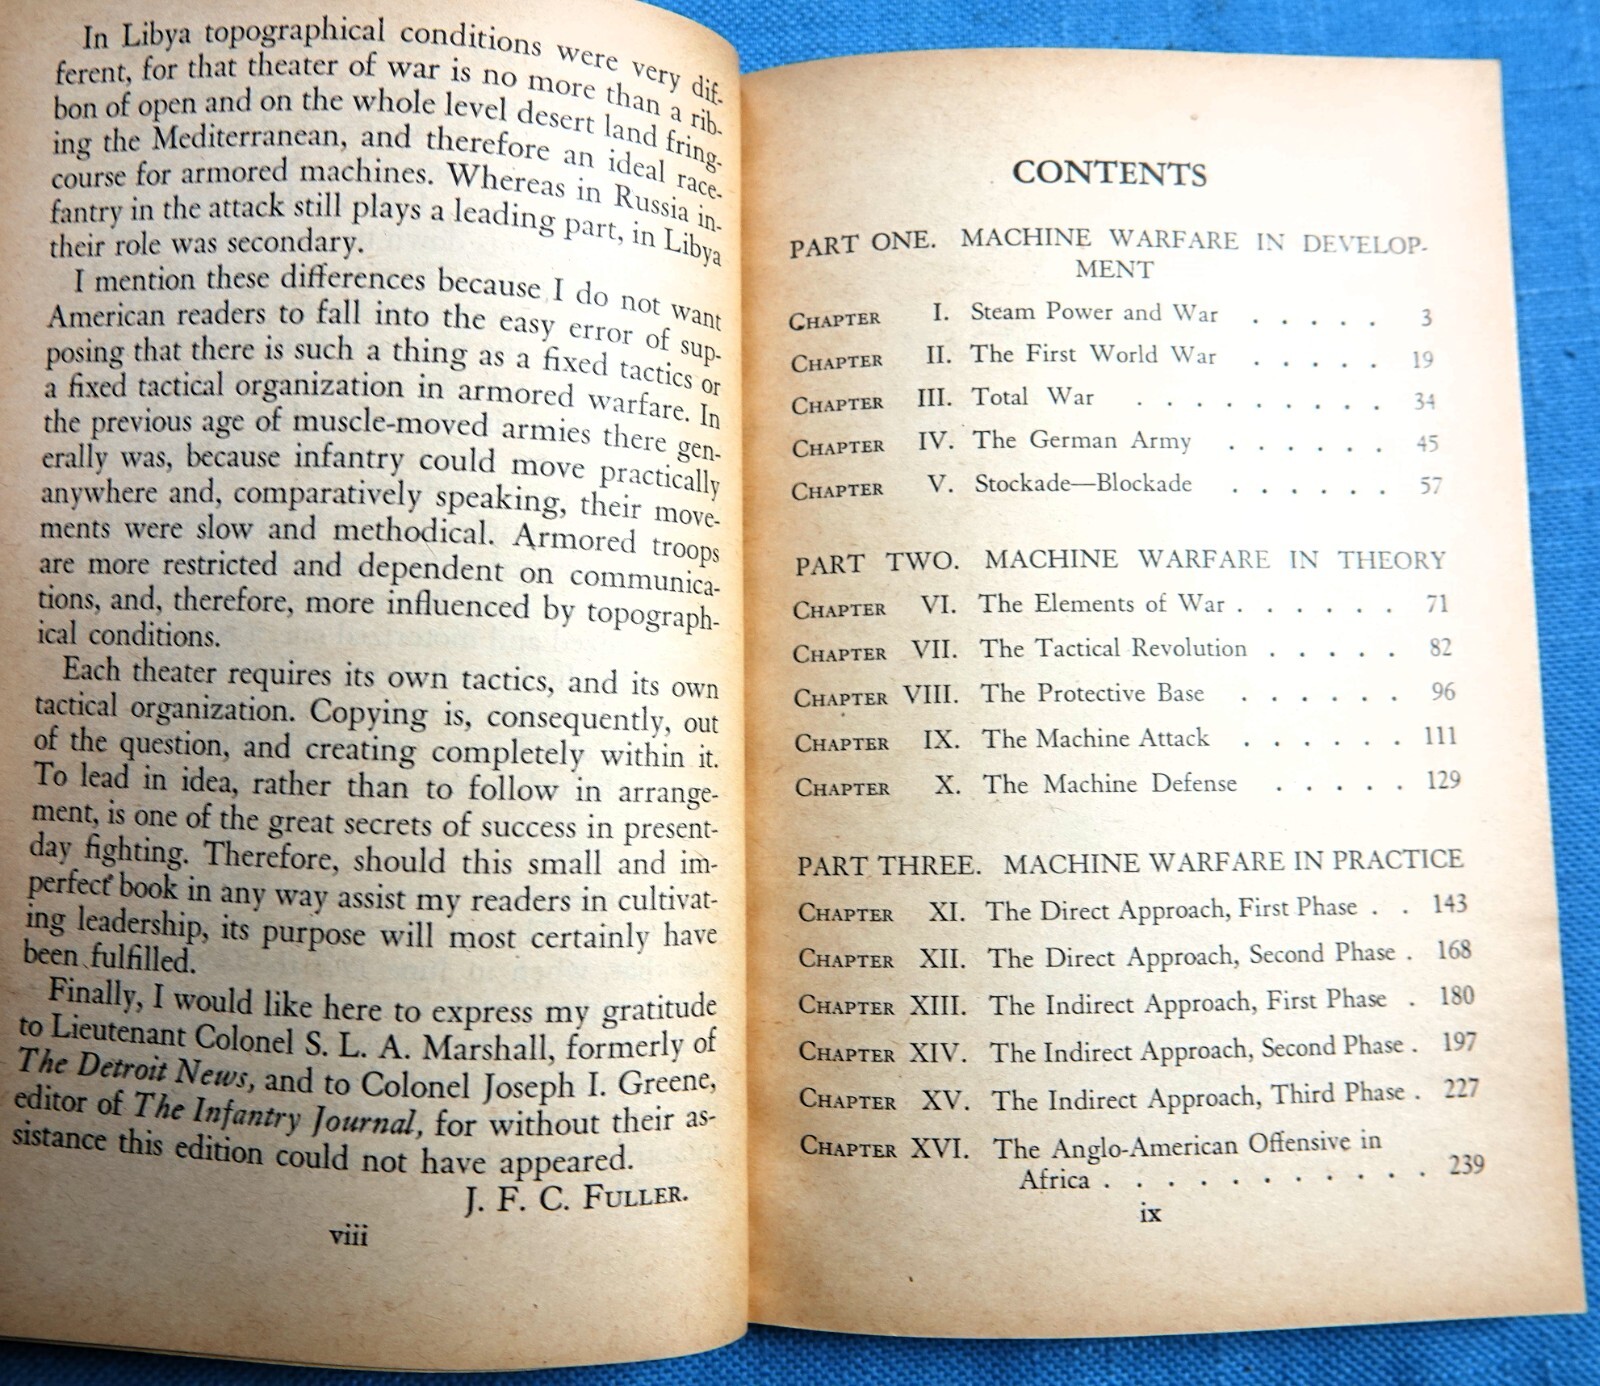 In Libya topographical conditions were very dif-
ferent, for that theater of war is no more than a rib-
bon of open and on the whole level desert land fring-
ing the Mediterranean, and therefore an ideal race-
course for armored machines. Whereas in Russia in-
fantry in the attack still plays a leading part, in Libya
their role was secondary.
I mention these differences because I do not want
American readers to fall into the easy error of sup-
posing that there is such a thing as a fixed tactics or
a fixed tactical organization in armored warfare. In
the previous age of muscle-moved armies there gen-
erally was, because infantry could move practically
anywhere and, comparatively speaking, their move-
ments were slow and methodical. Armored troops
are more restricted and dependent on communica-
tions, and, therefore, more influenced by topograph-
ical conditions.
Each theater requires its own tactics, and its own
tactical organization. Copying is, consequently, out
of the question, and creating completely within it.
To lead in idea, rather than to follow in arrange-
ment, is one of the great secrets of success in present-
day fighting. Therefore, should this small and im-
perfect book in any way assist my readers in cultivat-
ing leadership, its purpose will most certainly have
been fulfilled.
Finally, I would like here to express my gratitude
to Lieutenant Colonel S. L. A. Marshall, formerly of
The Detroit News, and to Colonel Joseph I. Greene,
editor of The Infantry Journal, for without their as-
sistance this edition could not have appeared.
J. F. C. FULLER.
viii
CONTENTS
PART ONE. MACHINE WARFARE IN DEVELOP-
MENT
CHAPTER I. Steam Power and War . . . . . 3
CHAPTER II. The First World War . . . . . 19
CHAPTER III. Total War . . . . . . . . . 34
CHAPTER IV. The German Army . . . . . . 45
CHAPTER V. Stockade—Blockade . . . . . . 57
PART TWO. MACHINE WARFARE IN THEORY
CHAPTER VI. The Elements of War . . . . . . 71
CHAPTER VII. The Tactical Revolution . . . . . 82
CHAPTER VIII. The Protective Base . . . . . . 96
CHAPTER IX. The Machine Attack . . . . . . 111
CHAPTER X. The Machine Defense . . . . . 129
PART THREE. MACHINE WARFARE IN PRACTICE
CHAPTER XI. The Direct Approach, First Phase . . 143
CHAPTER XII. The Direct Approach, Second Phase . 168
CHAPTER XIII. The Indirect Approach, First Phase . 180
CHAPTER XIV. The Indirect Approach, Second Phase . 197
CHAPTER XV. The Indirect Approach, Third Phase . 227
CHAPTER XVI. The Anglo-American Offensive in
Africa . . . . . . . . . . . 239
ix